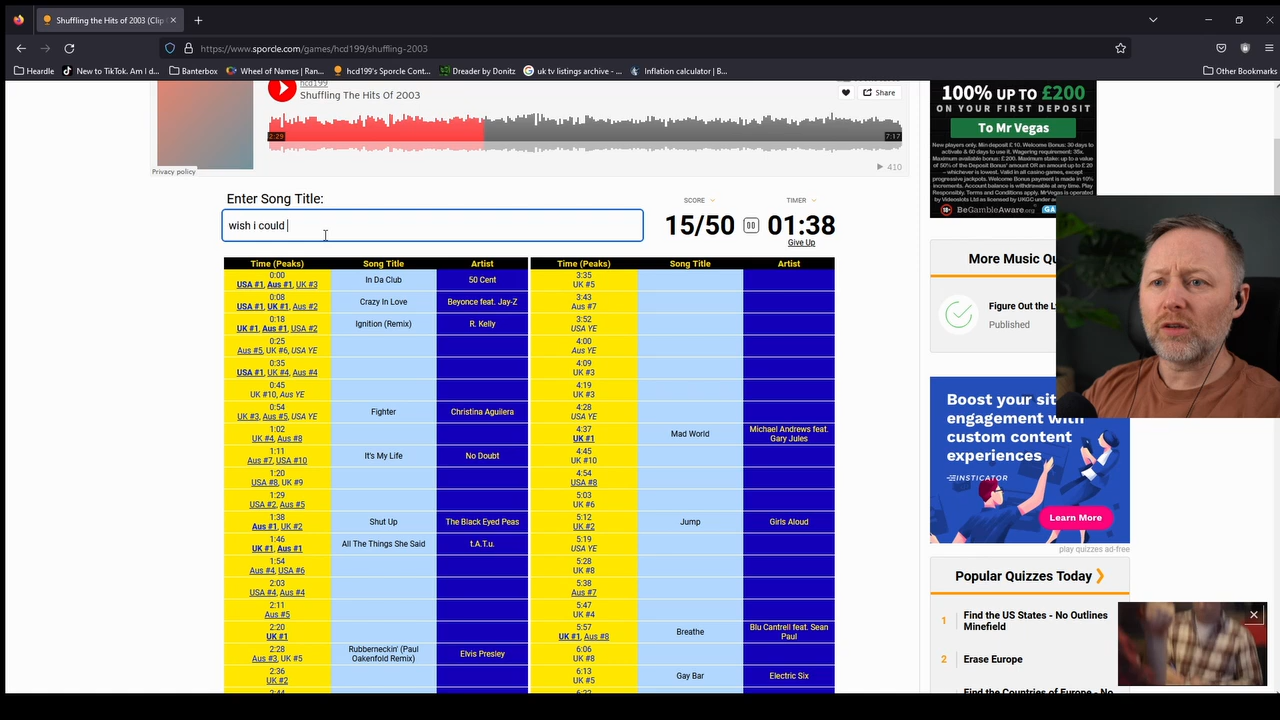 Shuffling the Hits of 2003 (Clip
https://www.sporcle.com/games/hcd199/shuffling-2003
Heardle
New to TikTok. Am I d...
Banterbox
Wheel of Names | Ran...
hcd199's Sporcle Cont...
Dreader by Donitz
uk tv listings archive - ...
Inflation calculator | B...
Other Bookmarks
hcd199
Shuffling The Hits Of 2003
Share
2:29
7:17
410
Privacy policy
Enter Song Title:
wish i could
SCORE
15/50
TIMER
01:38
Give Up
Time (Peaks) Song Title Artist
0:00
USA #1, Aus #1, UK #3
In Da Club
50 Cent
0:08
USA #1, UK #1, Aus #2
Crazy In Love
Beyonce feat. Jay-Z
0:18
UK #1, Aus #1, USA #2
Ignition (Remix)
R. Kelly
0:25
Aus #5, UK #6, USA YE
0:35
USA #1, UK #4, Aus #4
0:45
UK #10, Aus YE
0:54
UK #3, Aus #5, USA YE
Fighter
Christina Aguilera
1:02
UK #4, Aus #8
1:11
Aus #7, USA #10
It's My Life
No Doubt
1:20
USA #8, UK #9
1:29
USA #2, Aus #5
1:38
Aus #1, UK #2
Shut Up
The Black Eyed Peas
1:46
UK #1, Aus #1
All The Things She Said
t.A.T.u.
1:54
Aus #4, USA #6
2:03
USA #4, Aus #4
2:11
Aus #5
2:20
UK #1
2:28
Aus #3, UK #5
Rubberneckin' (Paul
Oakenfold Remix)
Elvis Presley
2:36
UK #2
2:44
Time (Peaks) Song Title Artist
3:35
UK #5
3:43
Aus #7
3:52
USA YE
4:00
Aus YE
4:09
UK #3
4:19
UK #3
4:28
USA YE
4:37
UK #1
Mad World
Michael Andrews feat.
Gary Jules
4:45
UK #10
4:54
USA #8
5:03
UK #6
5:12
UK #2
Jump
Girls Aloud
5:19
USA YE
5:28
UK #8
5:38
Aus #7
5:47
UK #4
5:57
UK #1, Aus #8
Breathe
Blu Cantrell feat. Sean
Paul
6:06
UK #8
6:13
UK #5
Gay Bar
Electric Six
6:22
100% UP TO £200
ON YOUR FIRST DEPOSIT
To Mr Vegas
BeGambleAware.org
More Music Qu
Figure Out the L
Published
Boost your sit
engagement with
custom content
experiences
INSTICATOR
Learn More
play quizzes ad-free
Popular Quizzes Today
1 Find the US States - No Outlines
Minefield
2 Erase Europe
Find the Countries of Europe - No